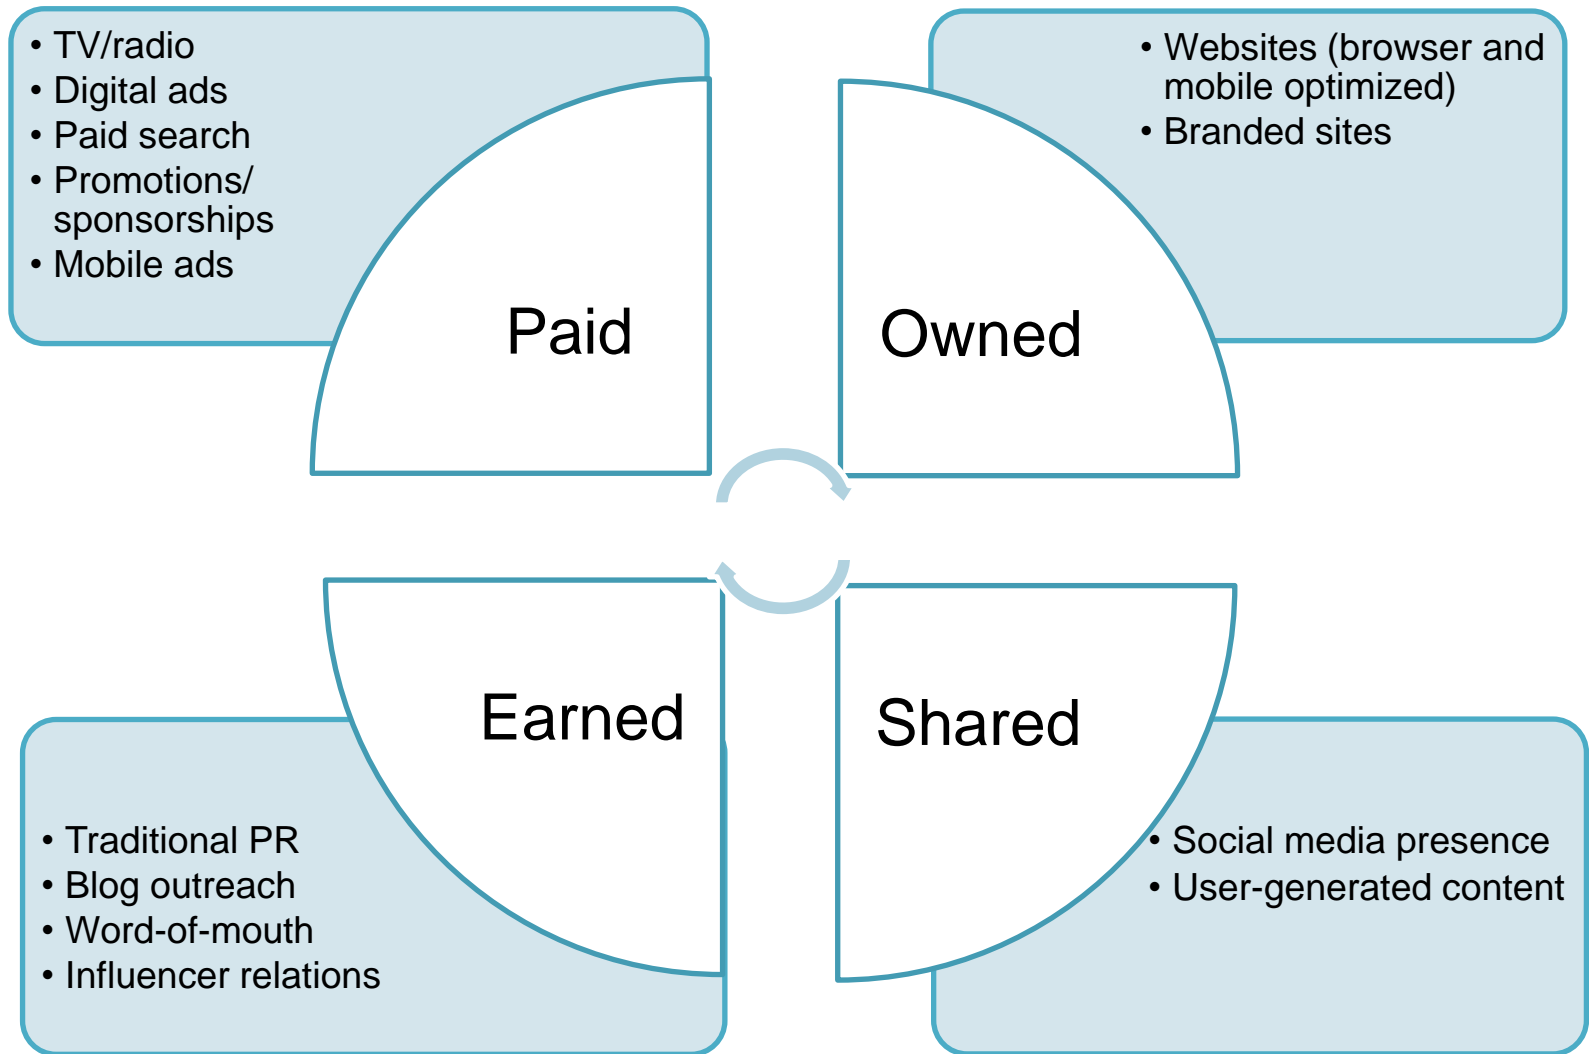 • TV/radio
• Digital ads
• Paid search
• Promotions/
sponsorships
• Mobile ads
Paid
• Websites (browser and
mobile optimized)
• Branded sites
Owned
Earned
• Traditional PR
• Blog outreach
• Word-of-mouth
• Influencer relations
Shared
• Social media presence
• User-generated content